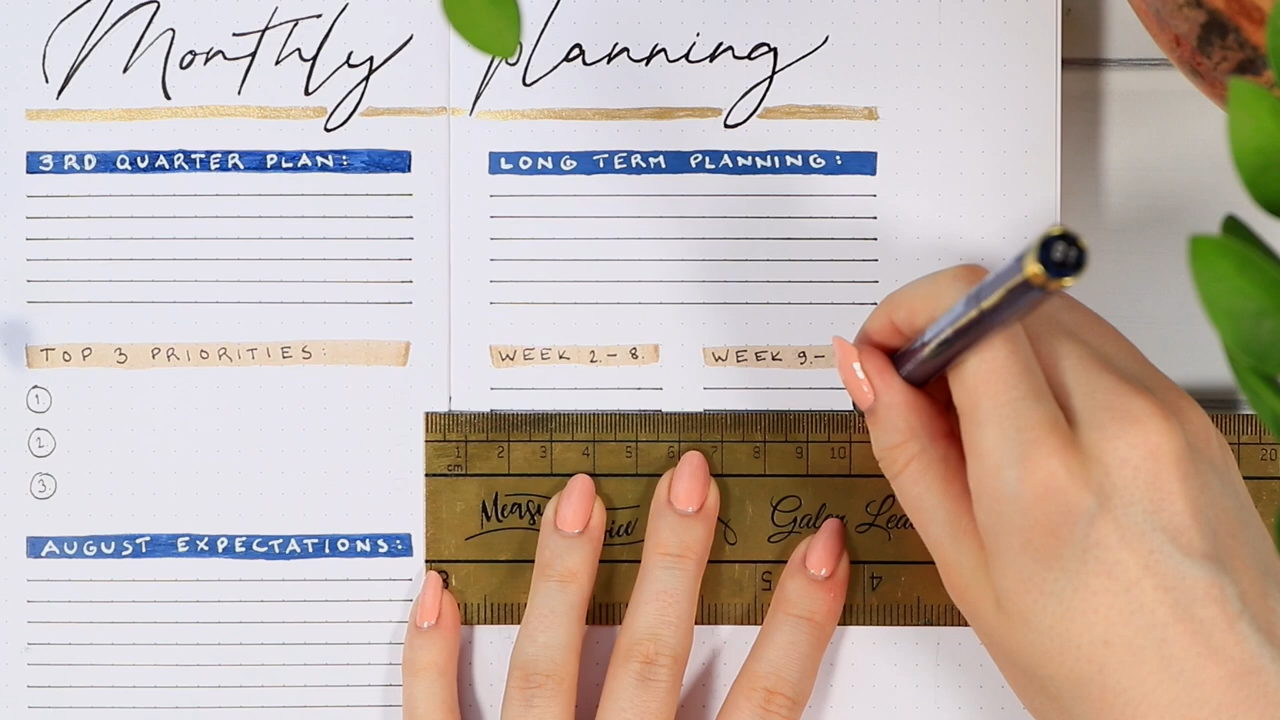 Monthly planning
3RD QUARTER PLAN:
LONG TERM PLANNING:
TOP 3 PRIORITIES:
WEEK 2.- 8.
WEEK 9.-
1.
2.
3.
1 2 3 4 5 6 7 8 9 10 20
cm
Galen
5 4
AUGUST EXPECTATIONS: